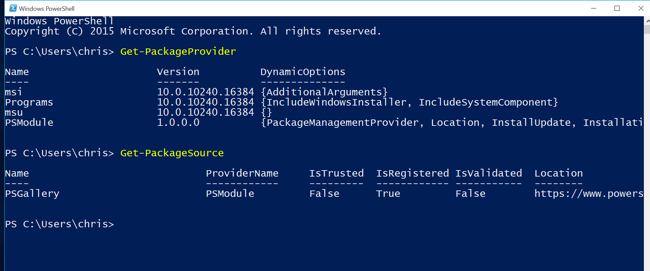 Windows PowerShell
Windows PowerShell
Copyright (C) 2015 Microsoft Corporation. All rights reserved.
PS C:\Users\chris> Get-PackageProvider
Name Version DynamicOptions
---- ------- --------------
msi 10.0.10240.16384 {AdditionalArguments}
Programs 10.0.10240.16384 {IncludeWindowsInstaller, IncludeSystemComponent}
msu 10.0.10240.16384 {}
PSModule 1.0.0.0 {PackageManagementProvider, Location, InstallUpdate, Installati
PS C:\Users\chris> Get-PackageSource
Name ProviderName IsTrusted IsRegistered IsValidated Location
---- ------------ --------- ------------ ----------- --------
PSGallery PSModule False True False https://www.powers
PS C:\Users\chris>